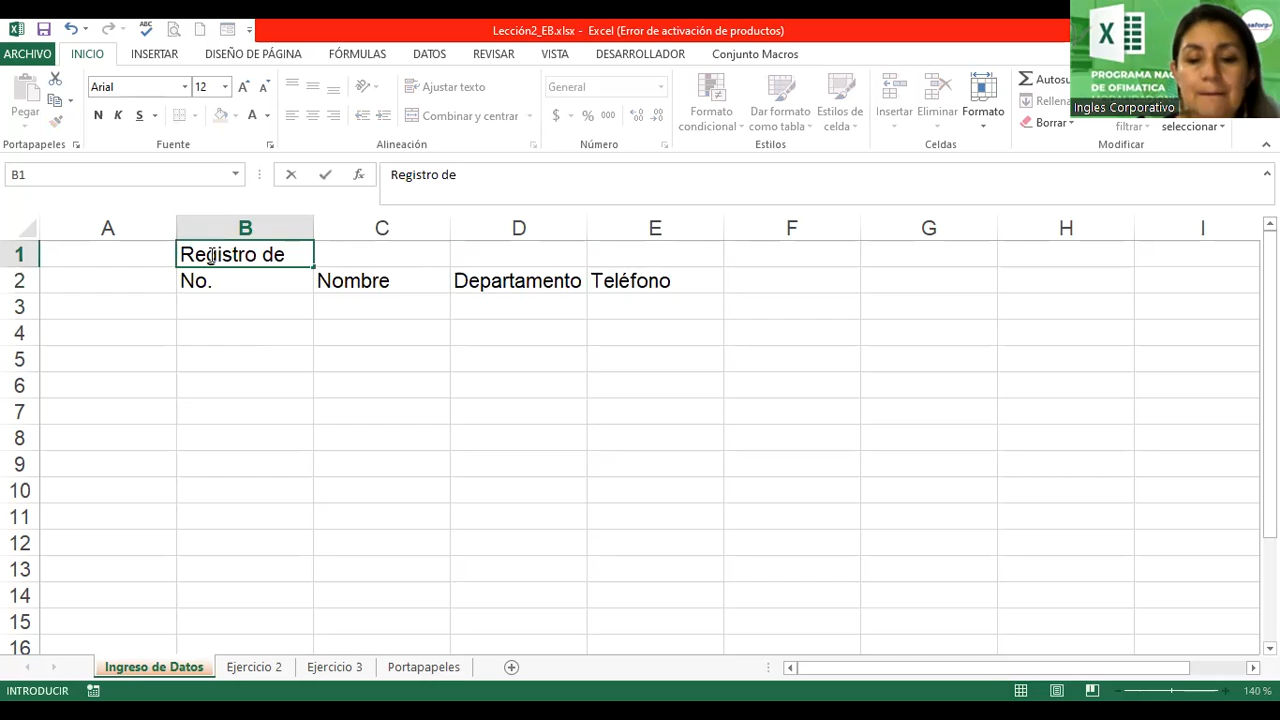 Lección2_EB.xlsx - Excel (Error de activación de productos)
ARCHIVO INICIO INSERTAR DISEÑO DE PÁGINA FÓRMULAS DATOS REVISAR VISTA DESARROLLADOR Conjunto Macros
PROGRAMA
DE OFIMÁTICA
Ingles Corporativo
Pegar
Arial 12
N K S
Ajustar texto
Combinar y centrar
General
$ % 000
Formato condicional
Dar formato como tabla
Estilos de celda
Insertar Eliminar Formato
Borrar
filtrar seleccionar
Portapapeles Fuente Alineación Número Estilos Celdas Modificar
B1 fx Registro de
A B C D E F G H I
1 Registro de
2 No. Nombre Departamento Teléfono
3
4
5
6
7
8
9
10
11
12
13
14
15
16
Ingreso de Datos Ejercicio 2 Ejercicio 3 Portapapeles
INTRODUCIR 140 %